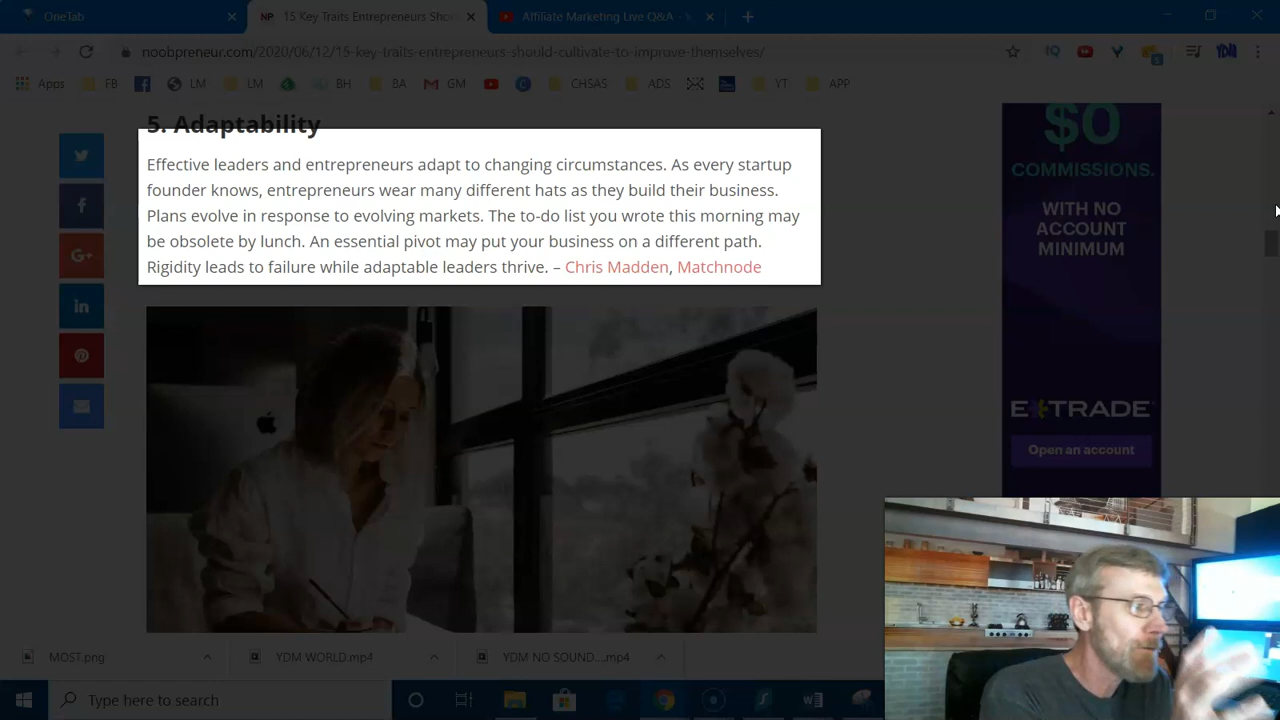 OneTab
NP 15 Key Traits Entrepreneurs Sho
Affiliate Marketing Live Q&A -
noobpreneur.com/2020/06/12/15-key-traits-entrepreneurs-should-cultivate-to-improve-themselves/
Apps FB LM LM BH BA GM CHSAS ADS YT APP
5. Adaptability
Effective leaders and entrepreneurs adapt to changing circumstances. As every startup
founder knows, entrepreneurs wear many different hats as they build their business.
Plans evolve in response to evolving markets. The to-do list you wrote this morning may
be obsolete by lunch. An essential pivot may put your business on a different path.
Rigidity leads to failure while adaptable leaders thrive. – Chris Madden, Matchnode
$0
COMMISSIONS.
WITH NO
ACCOUNT
MINIMUM
E*TRADE
Open an account
MOST.png
YDM WORLD.mp4
YDM NO SOUND....mp4
Type here to search